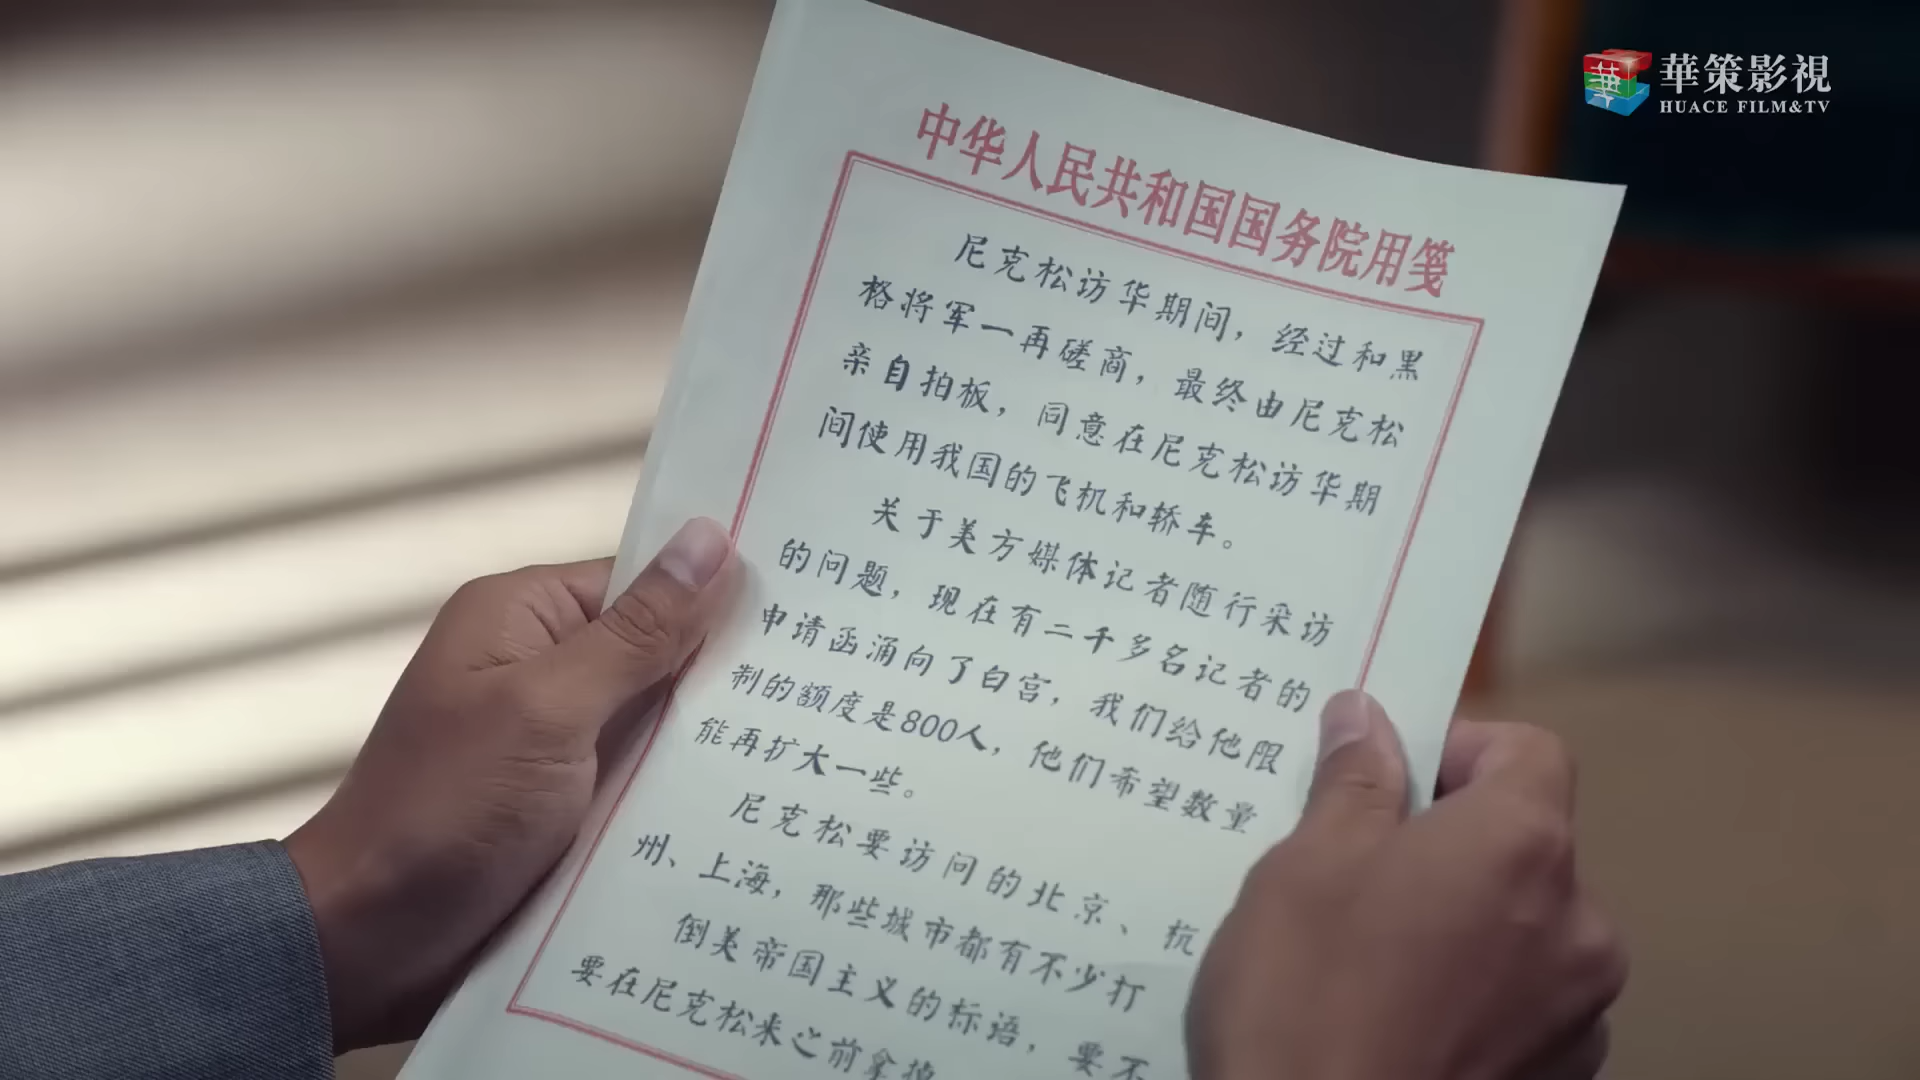 華策影視
HUACE FILM&TV
中华人民共和国国务院用笺
尼克松访华期间，经过和黑
格将军一再磋商，最终由尼克松
亲自拍板，同意在尼克松访华期
间使用我国的飞机和轿车。
关于美方媒体记者随行采访
的问题，现在有二千多名记者的
申请函涌向了白宫，我们给他限
制的额度是800人，他们希望数量
能再扩大一些。
尼克松要访问的北京、杭
州、上海，那些城市都有不少打
倒美帝国主义的标语，要不
要在尼克松来之前拿掉